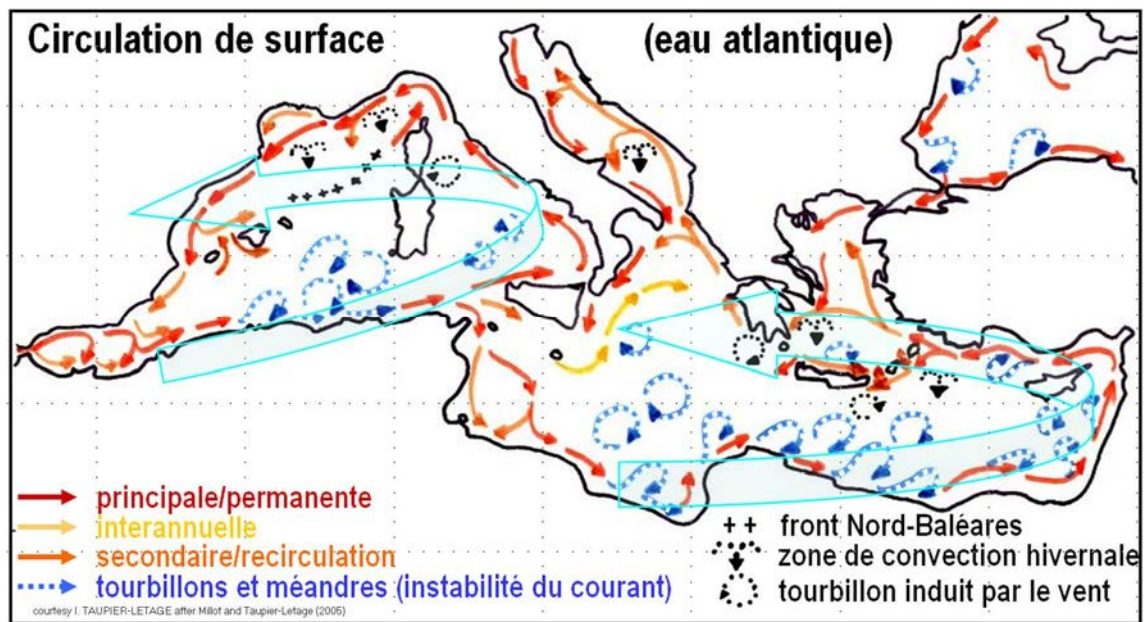 Circulation de surface (eau atlantique)
principale/permanente
interannuelle
secondaire/recirculation
tourbillons et méandres (instabilité du courant)
courtesy I. TAUPIER-LETAGE after Millot and Taupier-Letage (2005)
++ front Nord-Baléares
zone de convection hivernale
tourbillon induit par le vent